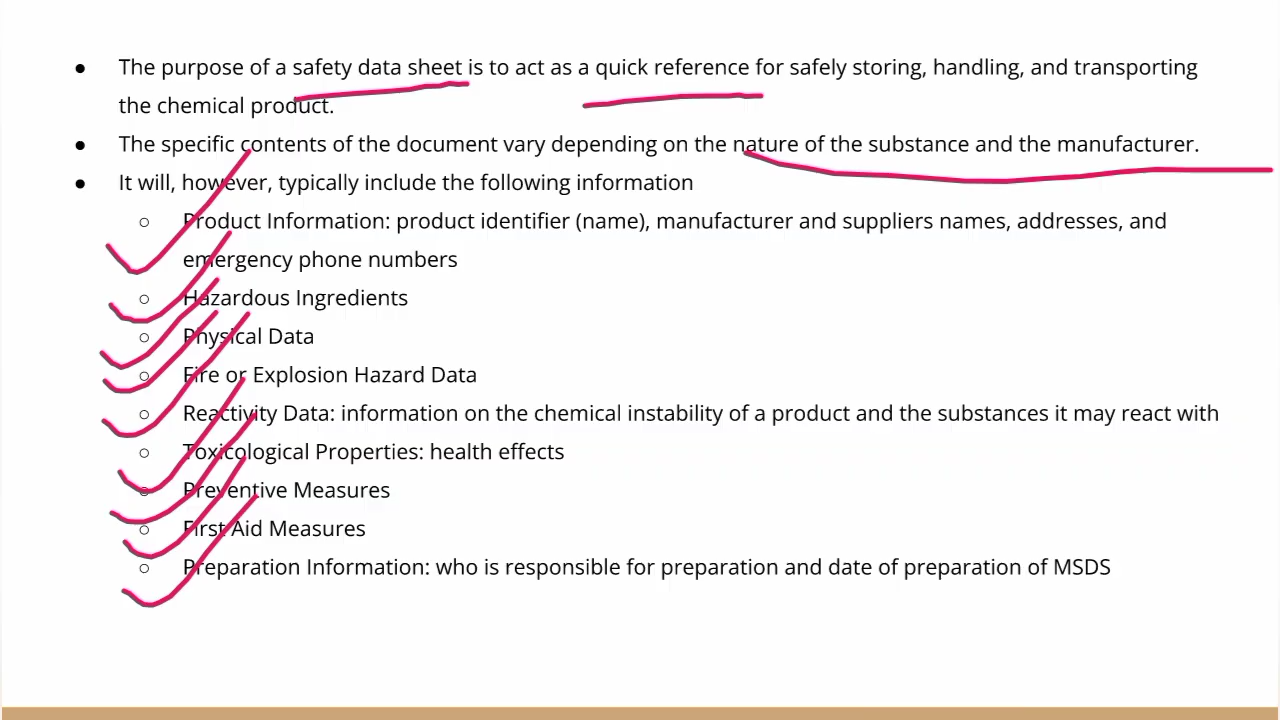 ● The purpose of a safety data sheet is to act as a quick reference for safely storing, handling, and transporting
the chemical product.
● The specific contents of the document vary depending on the nature of the substance and the manufacturer.
● It will, however, typically include the following information
○ Product Information: product identifier (name), manufacturer and suppliers names, addresses, and
emergency phone numbers
○ Hazardous Ingredients
○ Physical Data
○ Fire or Explosion Hazard Data
○ Reactivity Data: information on the chemical instability of a product and the substances it may react with
○ Toxicological Properties: health effects
○ Preventive Measures
○ First Aid Measures
○ Preparation Information: who is responsible for preparation and date of preparation of MSDS